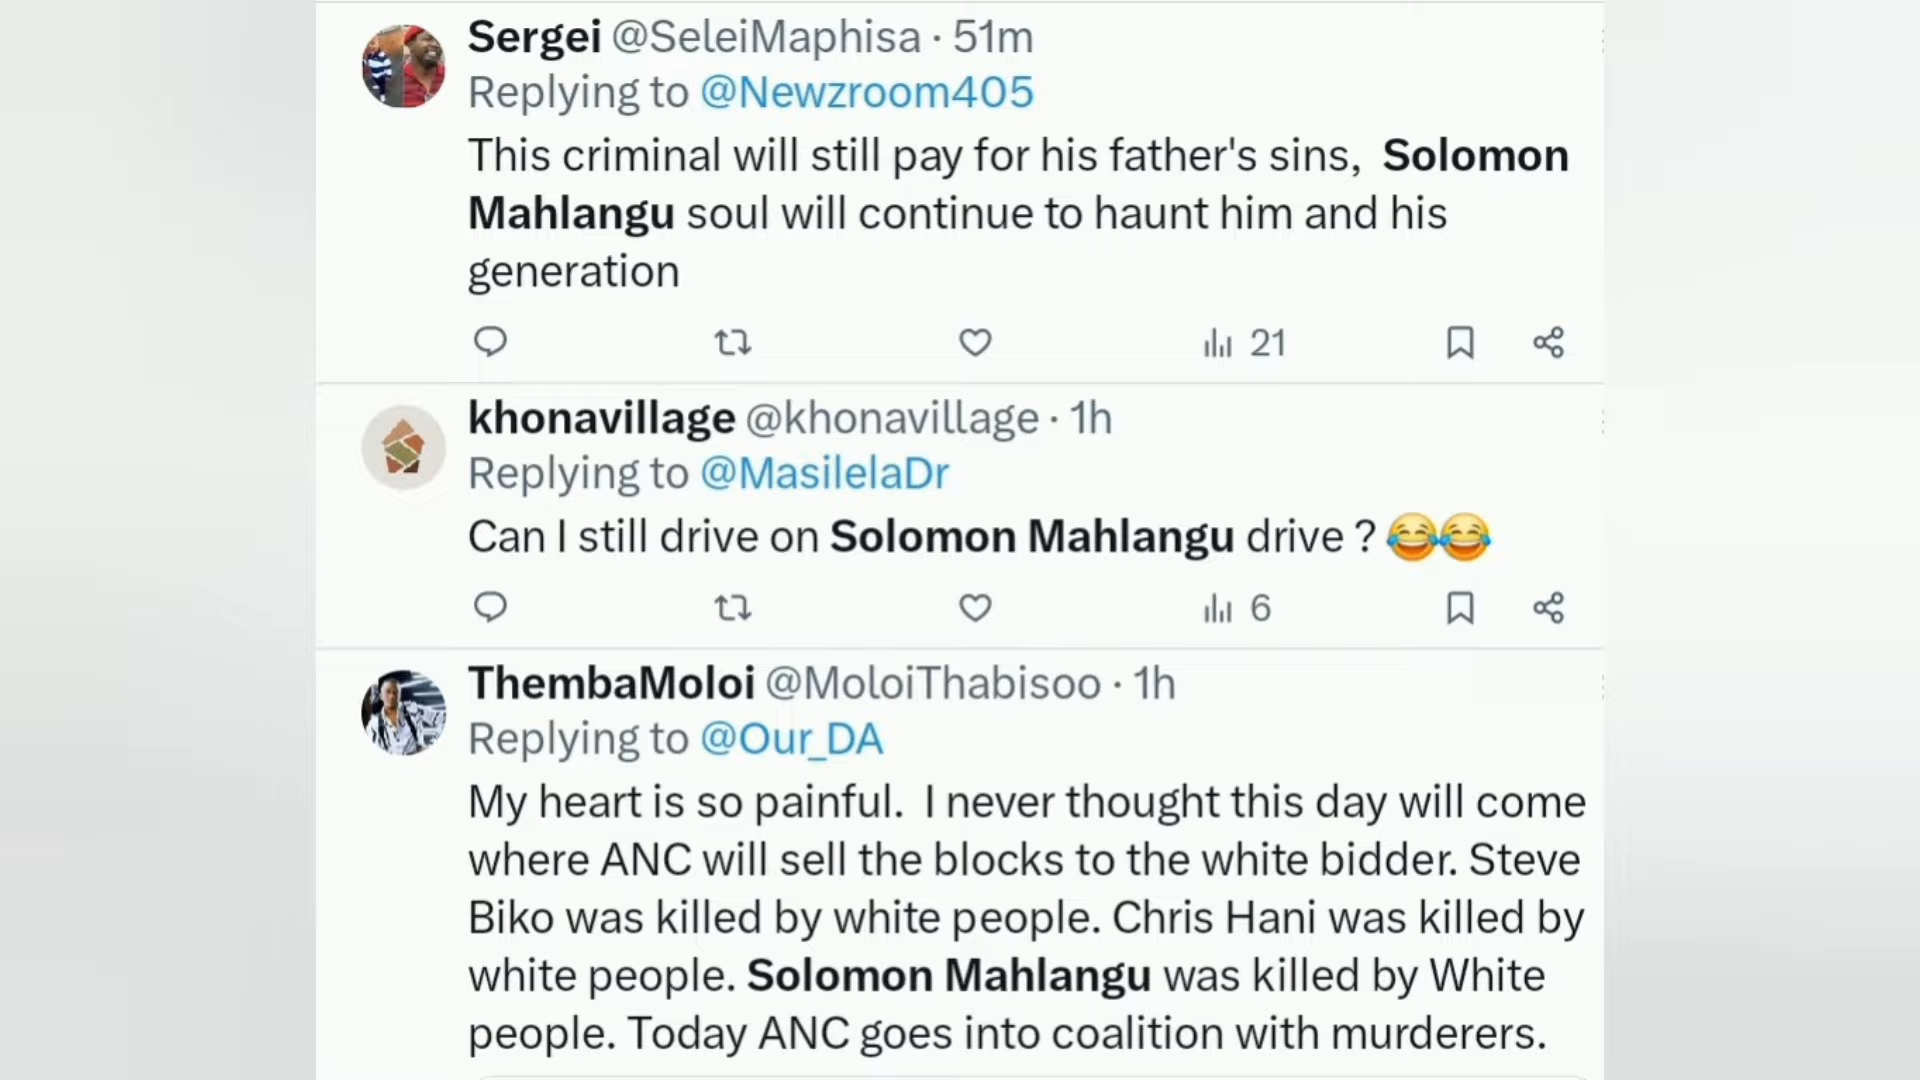 Sergei @SeleiMaphisa · 51m
Replying to @Newzroom405
This criminal will still pay for his father's sins,  Solomon
Mahlangu soul will continue to haunt him and his
generation
21
khonavillage @khonavillage · 1h
Replying to @MasilelaDr
Can I still drive on Solomon Mahlangu drive ? 😂😂
6
ThembaMoloi @MoloiThabisoo · 1h
Replying to @Our_DA
My heart is so painful.  I never thought this day will come
where ANC will sell the blocks to the white bidder. Steve
Biko was killed by white people. Chris Hani was killed by
white people. Solomon Mahlangu was killed by White
people. Today ANC goes into coalition with murderers.